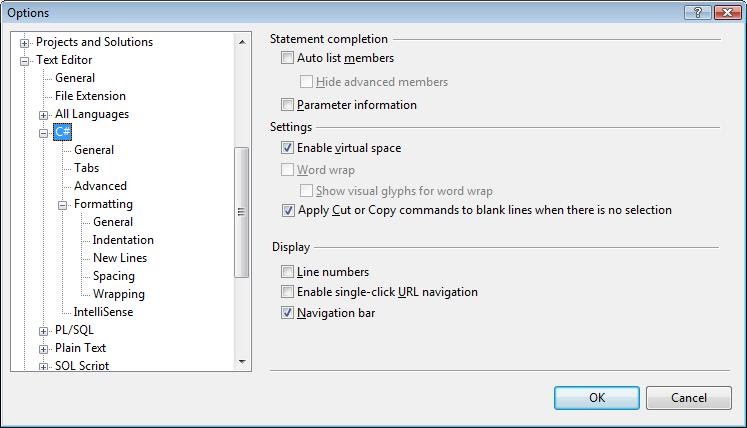 Options
Projects and Solutions
Text Editor
General
File Extension
All Languages
C#
General
Tabs
Advanced
Formatting
General
Indentation
New Lines
Spacing
Wrapping
IntelliSense
PL/SQL
Plain Text
SQL Script
Statement completion
Auto list members
Hide advanced members
Parameter information
Settings
Enable virtual space
Word wrap
Show visual glyphs for word wrap
Apply Cut or Copy commands to blank lines when there is no selection
Display
Line numbers
Enable single-click URL navigation
Navigation bar
OK
Cancel